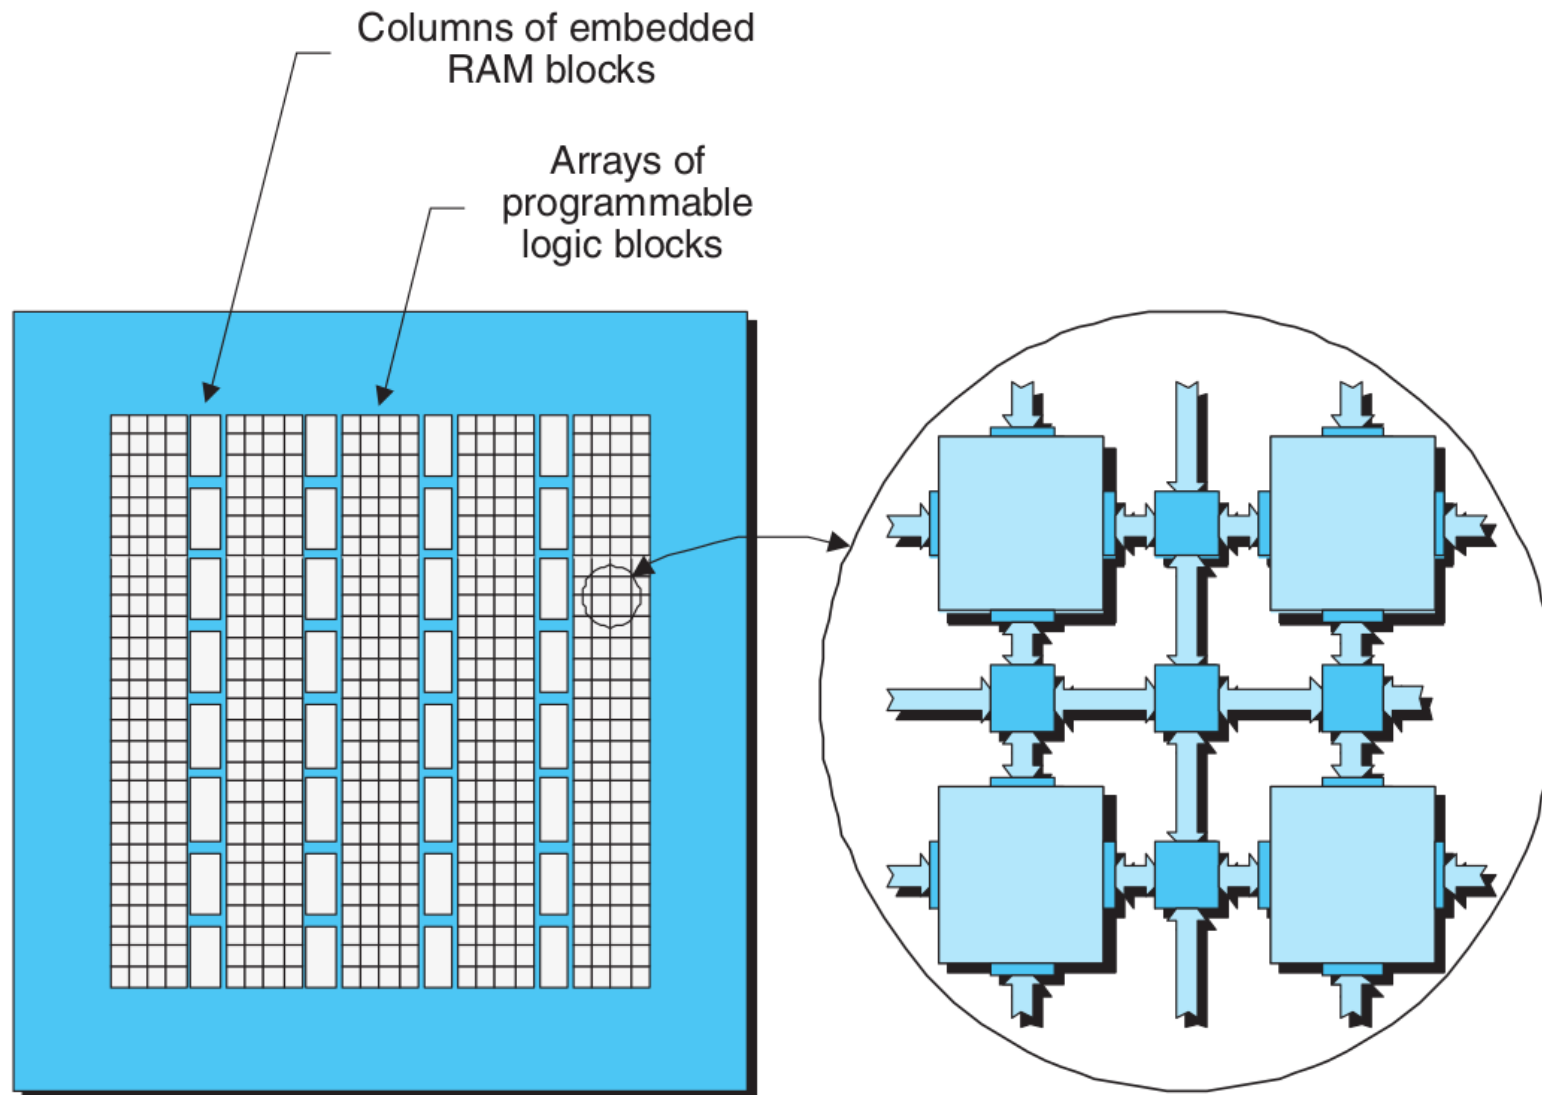 Columns of embedded
RAM blocks
Arrays of
programmable
logic blocks